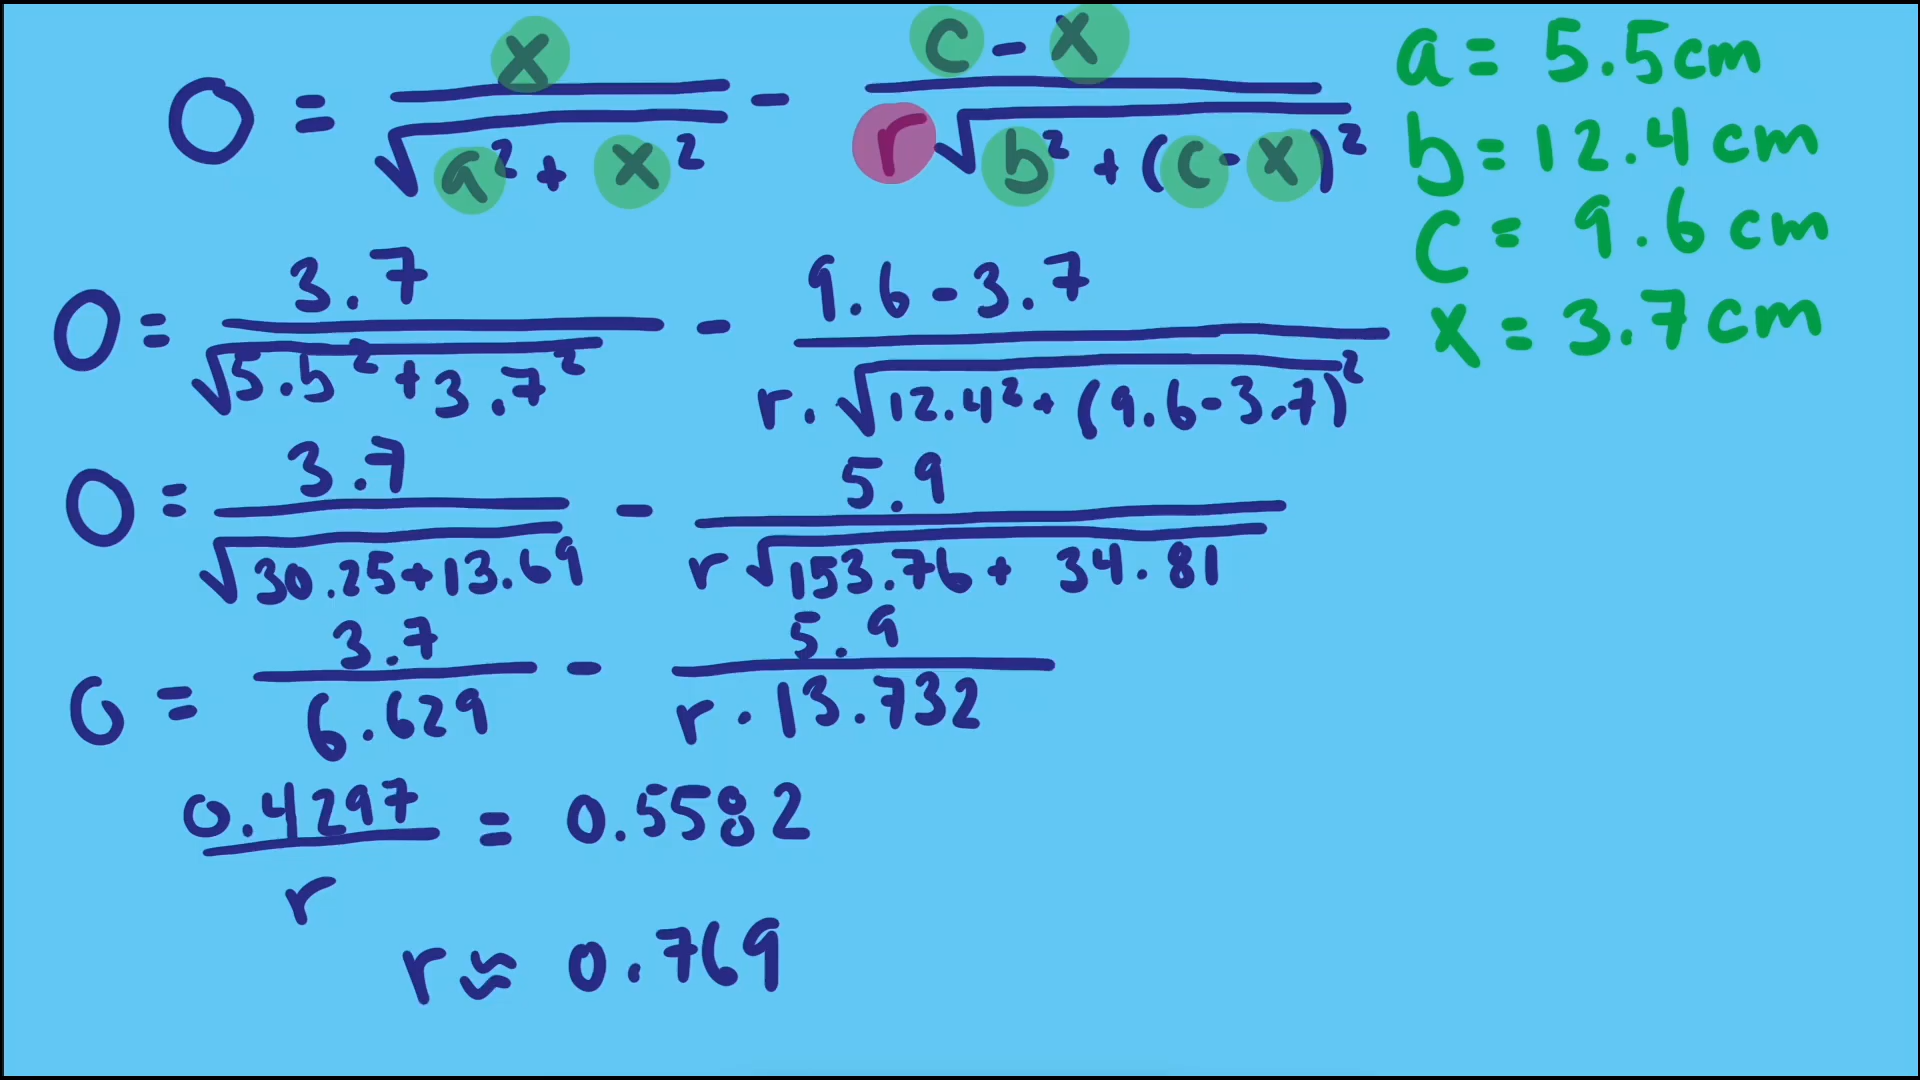 0 = x / √(a² + x²) - (c - x) / (r√(b² + (c - x)²))
a = 5.5 cm
b = 12.4 cm
c = 9.6 cm
x = 3.7 cm
0 = 3.7 / √(5.5² + 3.7²) - (9.6 - 3.7) / (r · √(12.4² + (9.6 - 3.7)²))
0 = 3.7 / √(30.25 + 13.69) - 5.9 / (r√(153.76 + 34.81))
0 = 3.7 / 6.629 - 5.9 / (r · 13.732)
0.4297 / r = 0.5582
r ≈ 0.769